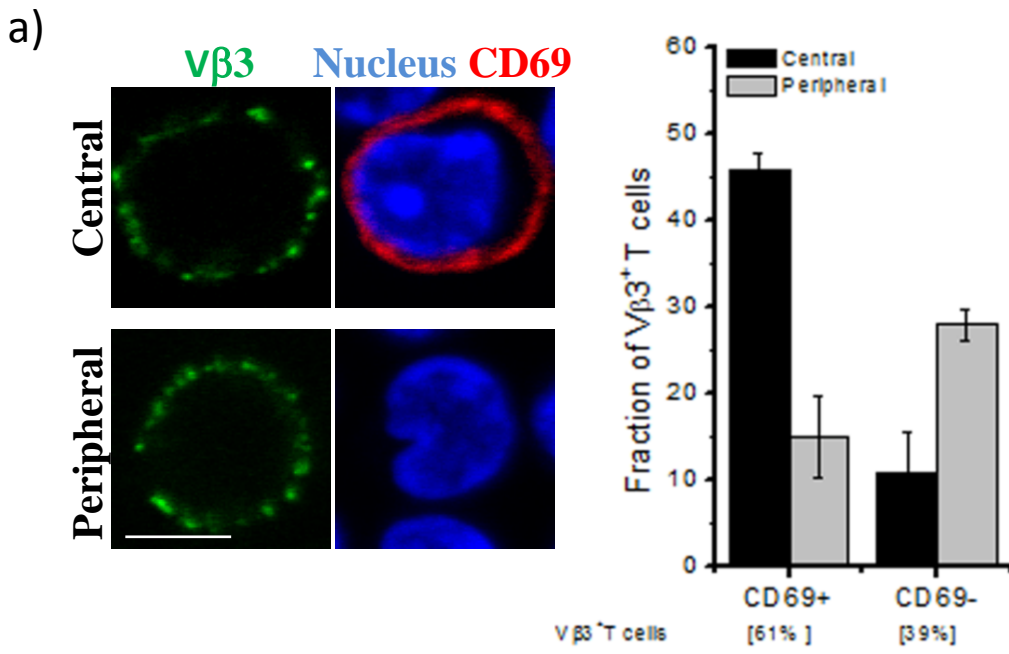 a)
Vβ3
Nucleus CD69
Central
Peripheral
Central
Peripheral
Fraction of Vβ3⁺T cells
60
50
40
30
20
10
0
CD69+ CD69-
Vβ3⁺T cells [61% ] [39%]